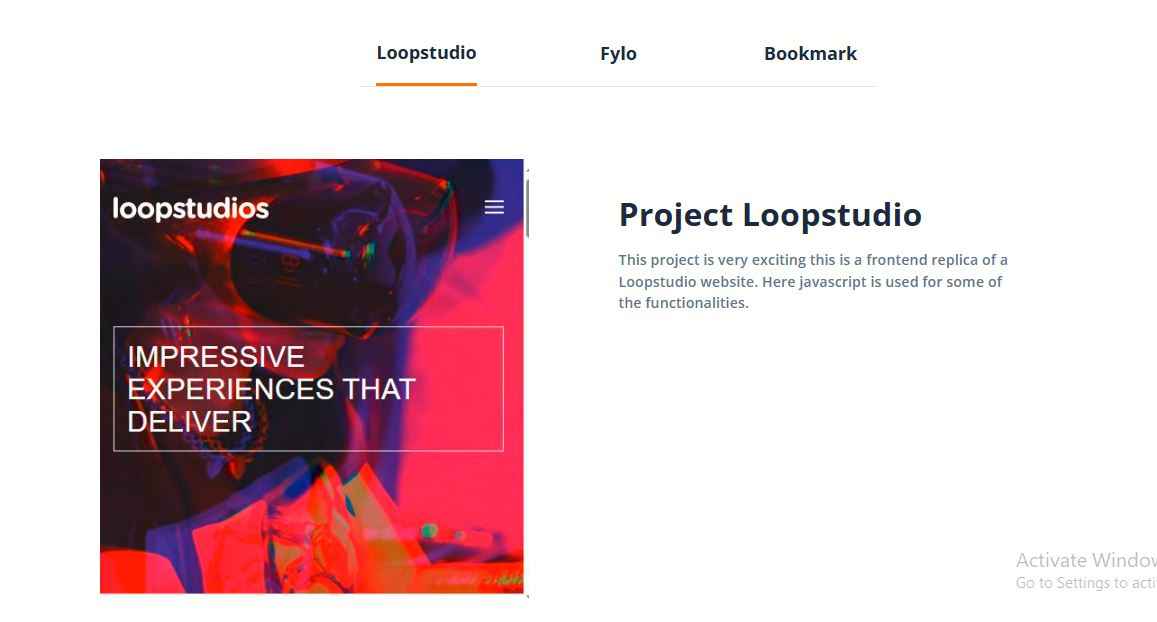 Loopstudio Fylo Bookmark
loopstudios
IMPRESSIVE
EXPERIENCES THAT
DELIVER
Project Loopstudio
This project is very exciting this is a frontend replica of a
Loopstudio website. Here javascript is used for some of
the functionalities.
Activate Window
Go to Settings to acti